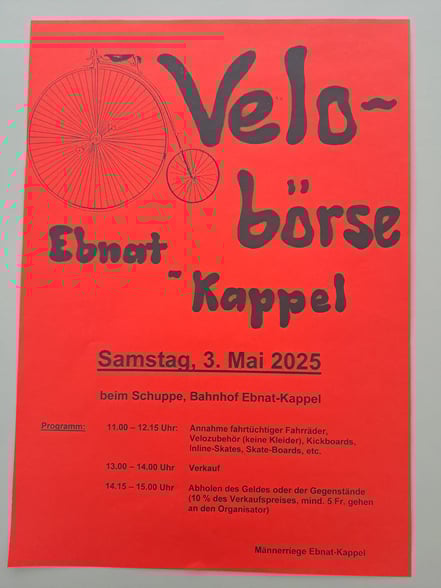 Velo-
börse
Ebnat
-Kappel
Samstag, 3. Mai 2025
beim Schuppe, Bahnhof Ebnat-Kappel
Programm: 11.00 – 12.15 Uhr: Annahme fahrtüchtiger Fahrräder,
Velozubehör (keine Kleider), Kickboards,
Inline-Skates, Skate-Boards, etc.
13.00 – 14.00 Uhr Verkauf
14.15 – 15.00 Uhr Abholen des Geldes oder der Gegenstände
(10 % des Verkaufspreises, mind. 5 Fr. gehen
an den Organisator)
Männerriege Ebnat-Kappel